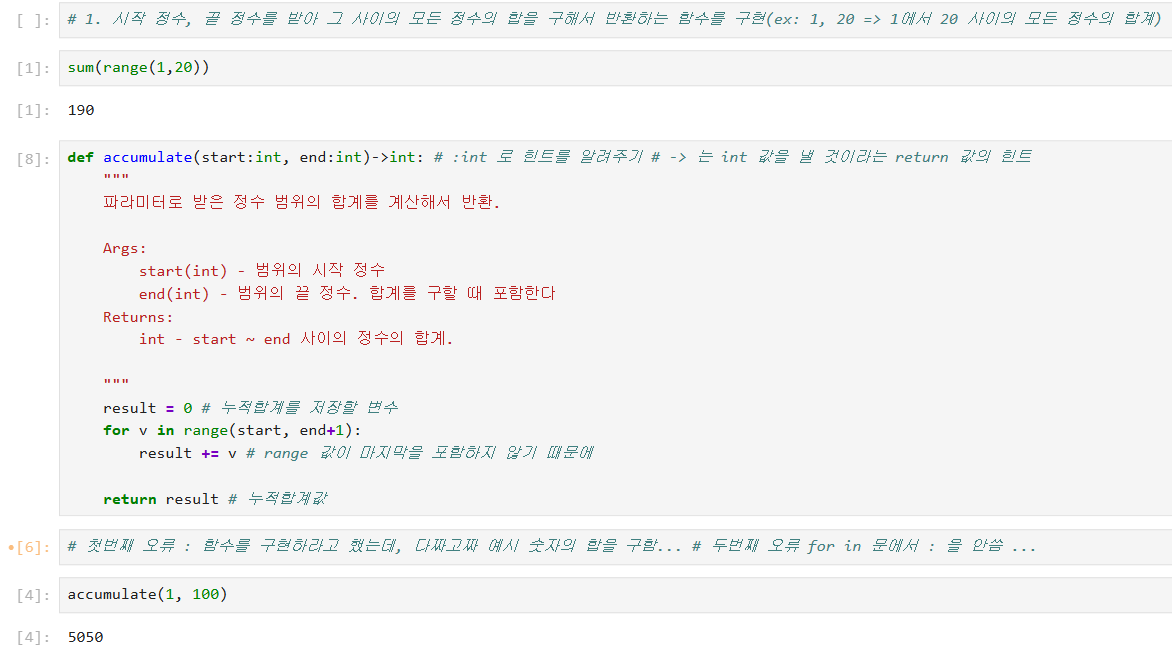 [ ]: # 1. 시작 정수, 끝 정수를 받아 그 사이의 모든 정수의 합을 구해서 반환하는 함수를 구현(ex: 1, 20 => 1에서 20 사이의 모든 정수의 합계)
[1]: sum(range(1,20))
[1]: 190
[8]: def accumulate(start:int, end:int)->int: # :int 로 힌트를 알려주기 # -> 는 int 값을 낼 것이라는 return 값의 힌트
"""
파라미터로 받은 정수 범위의 합계를 계산해서 반환.
Args:
start(int) - 범위의 시작 정수
end(int) - 범위의 끝 정수. 합계를 구할 때 포함한다
Returns:
int - start ~ end 사이의 정수의 합계.
"""
result = 0 # 누적합계를 저장할 변수
for v in range(start, end+1):
result += v # range 값이 마지막을 포함하지 않기 때문에
return result # 누적합계값
•[6]: # 첫번째 오류 : 함수를 구현하라고 했는데, 다짜고짜 예시 숫자의 합을 구함... # 두번째 오류 for in 문에서 : 을 안씀 ...
[4]: accumulate(1, 100)
[4]: 5050